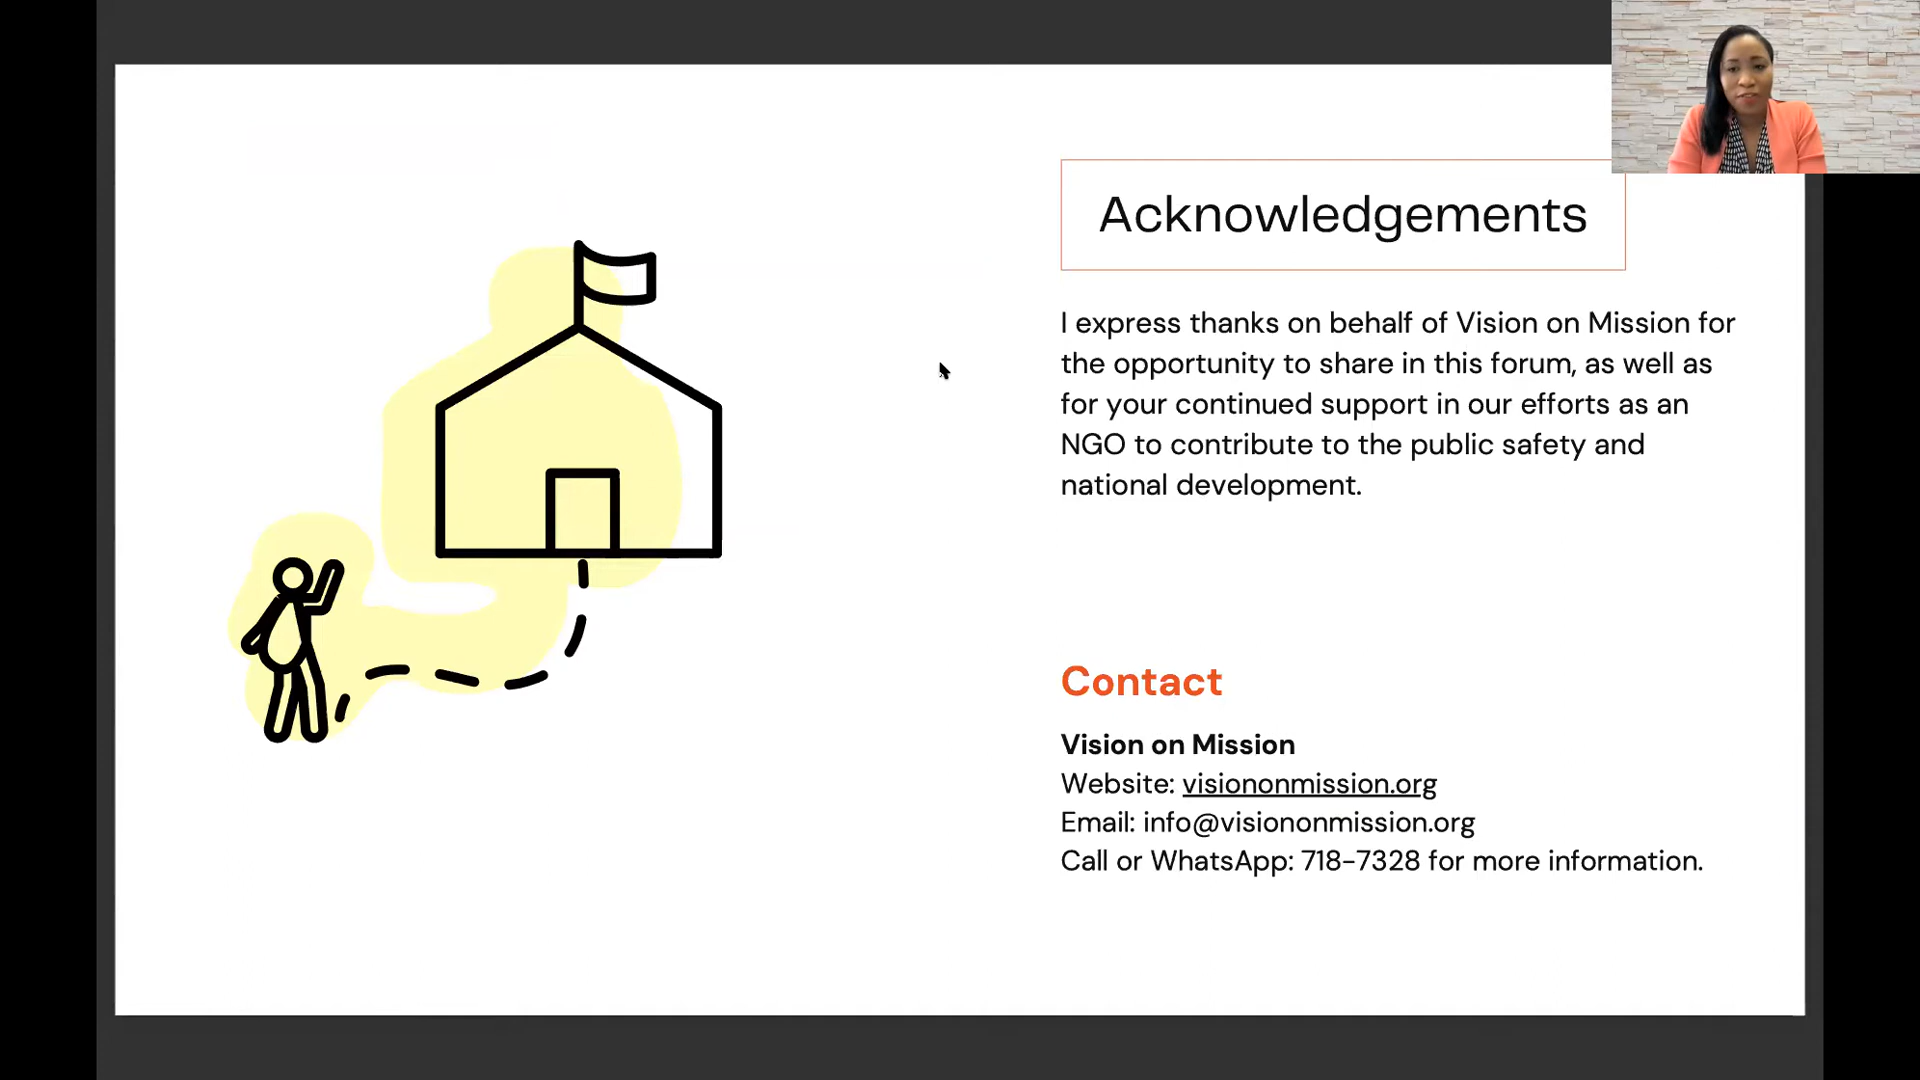 Acknowledgements
I express thanks on behalf of Vision on Mission for
the opportunity to share in this forum, as well as
for your continued support in our efforts as an
NGO to contribute to the public safety and
national development.
Contact
Vision on Mission
Website: visiononmission.org
Email: info@visiononmission.org
Call or WhatsApp: 718-7328 for more information.